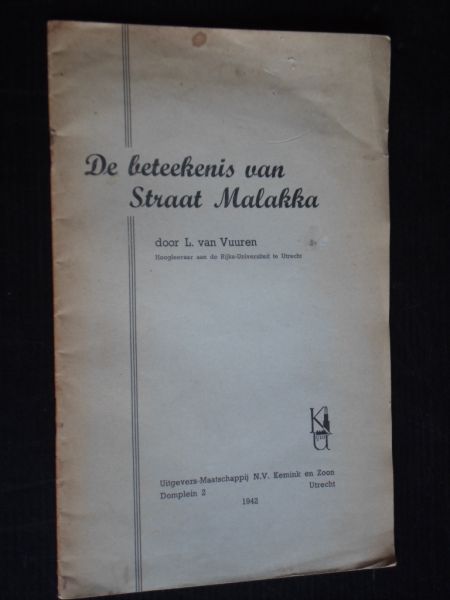 De beteekenis van
Straat Malakka
door L. van Vuuren
Hoogleeraar aan de Rijks-Universiteit te Utrecht
K
U
Uitgevers-Maatschappij N.V. Kemink en Zoon
Domplein 2 Utrecht
1942